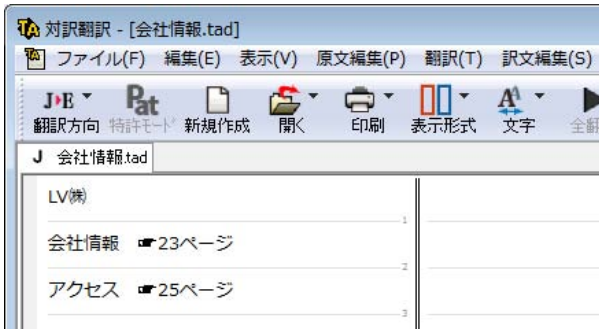 対訳翻訳 - [会社情報.tad]
ファイル(F) 編集(E) 表示(V) 原文編集(P) 翻訳(T) 訳文編集(S)
J▸E Pat
翻訳方向 特許モード 新規作成 開く 印刷 表示形式 文字 全翻
J 会社情報.tad
LV㈱
1
会社情報 ☛23ページ
2
アクセス ☛25ページ
3